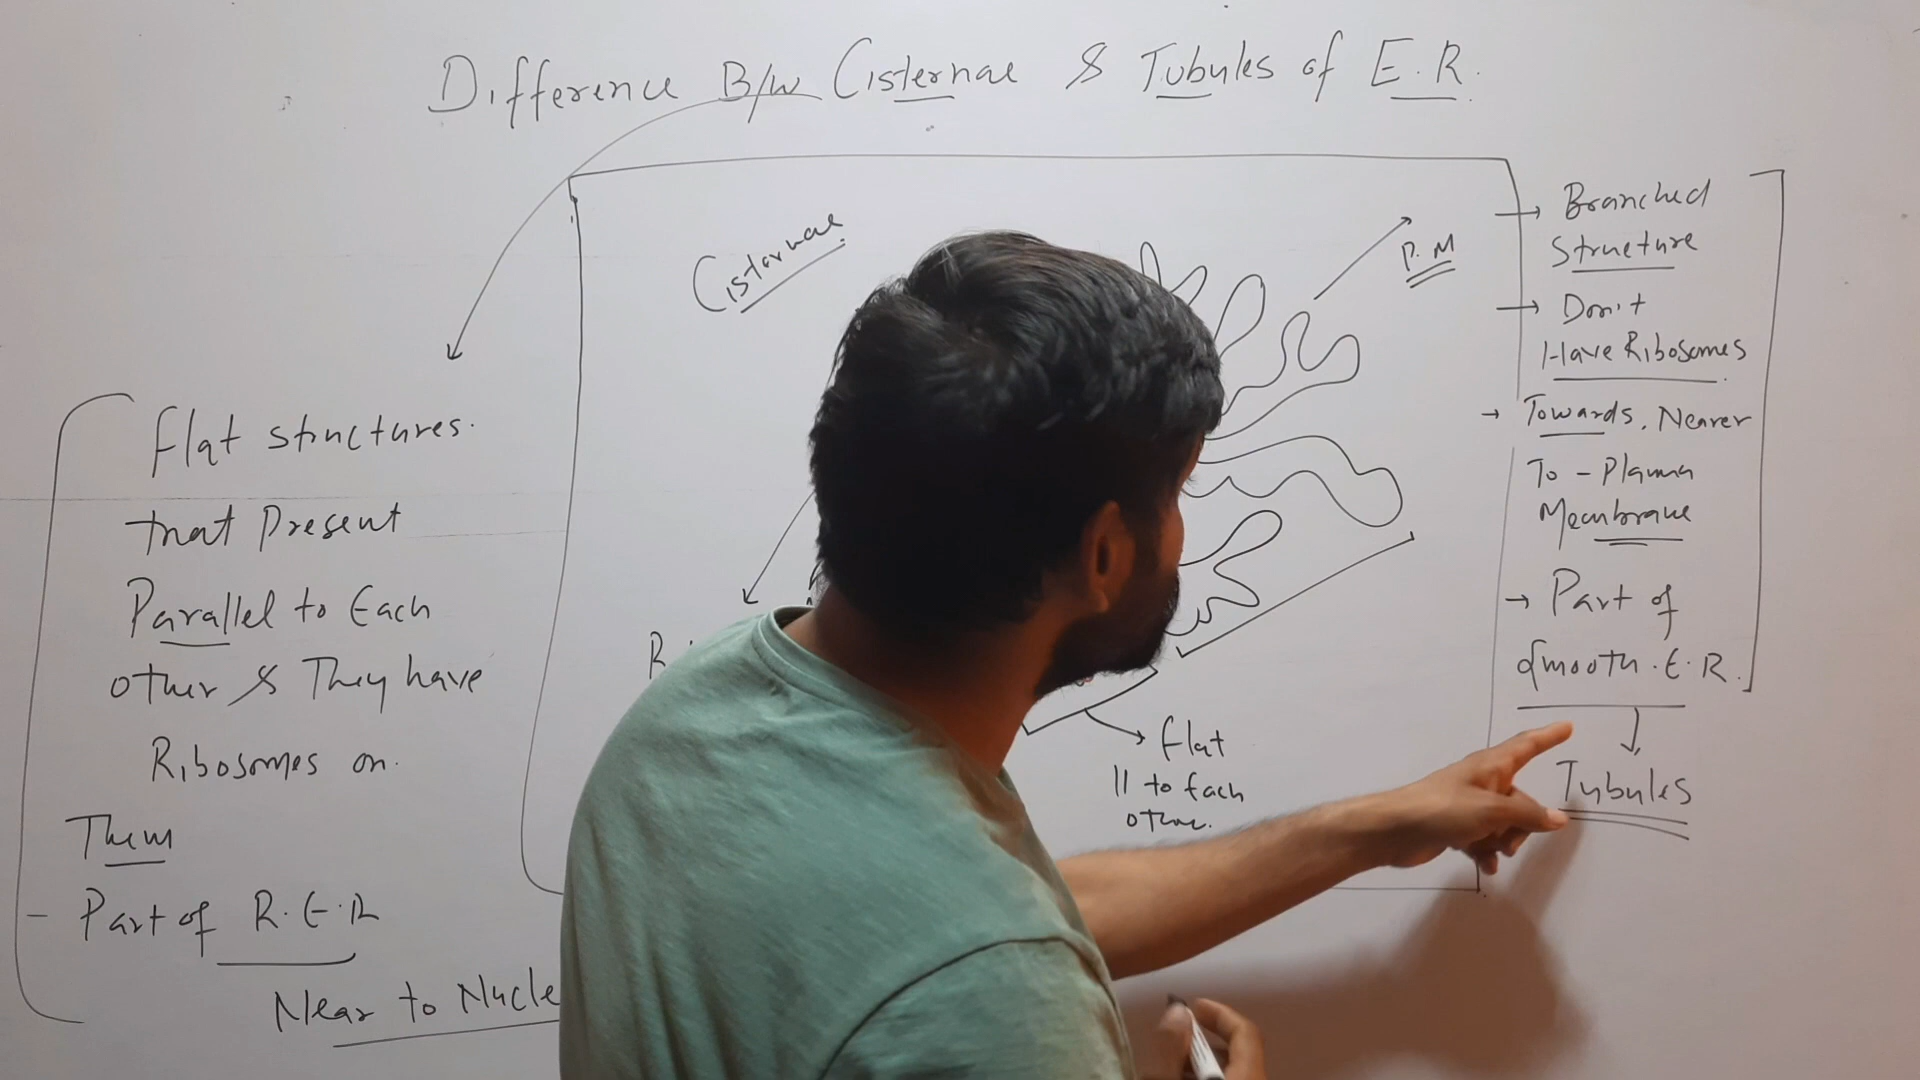 Difference B/w Cisternae & Tubules of E.R.
Flat structures.
that Present
Parallel to Each
other & They have
Ribosomes on.
Them
- Part of R.E.R
Near to Nucle
Cisternae
P.M
R
Flat
|| to Each
other.
→ Branched
Structure
→ Don't
Have Ribosomes
→ Towards. Nearer
To - Plasma
Membrane
→ Part of
Smooth.E.R.
Tubules